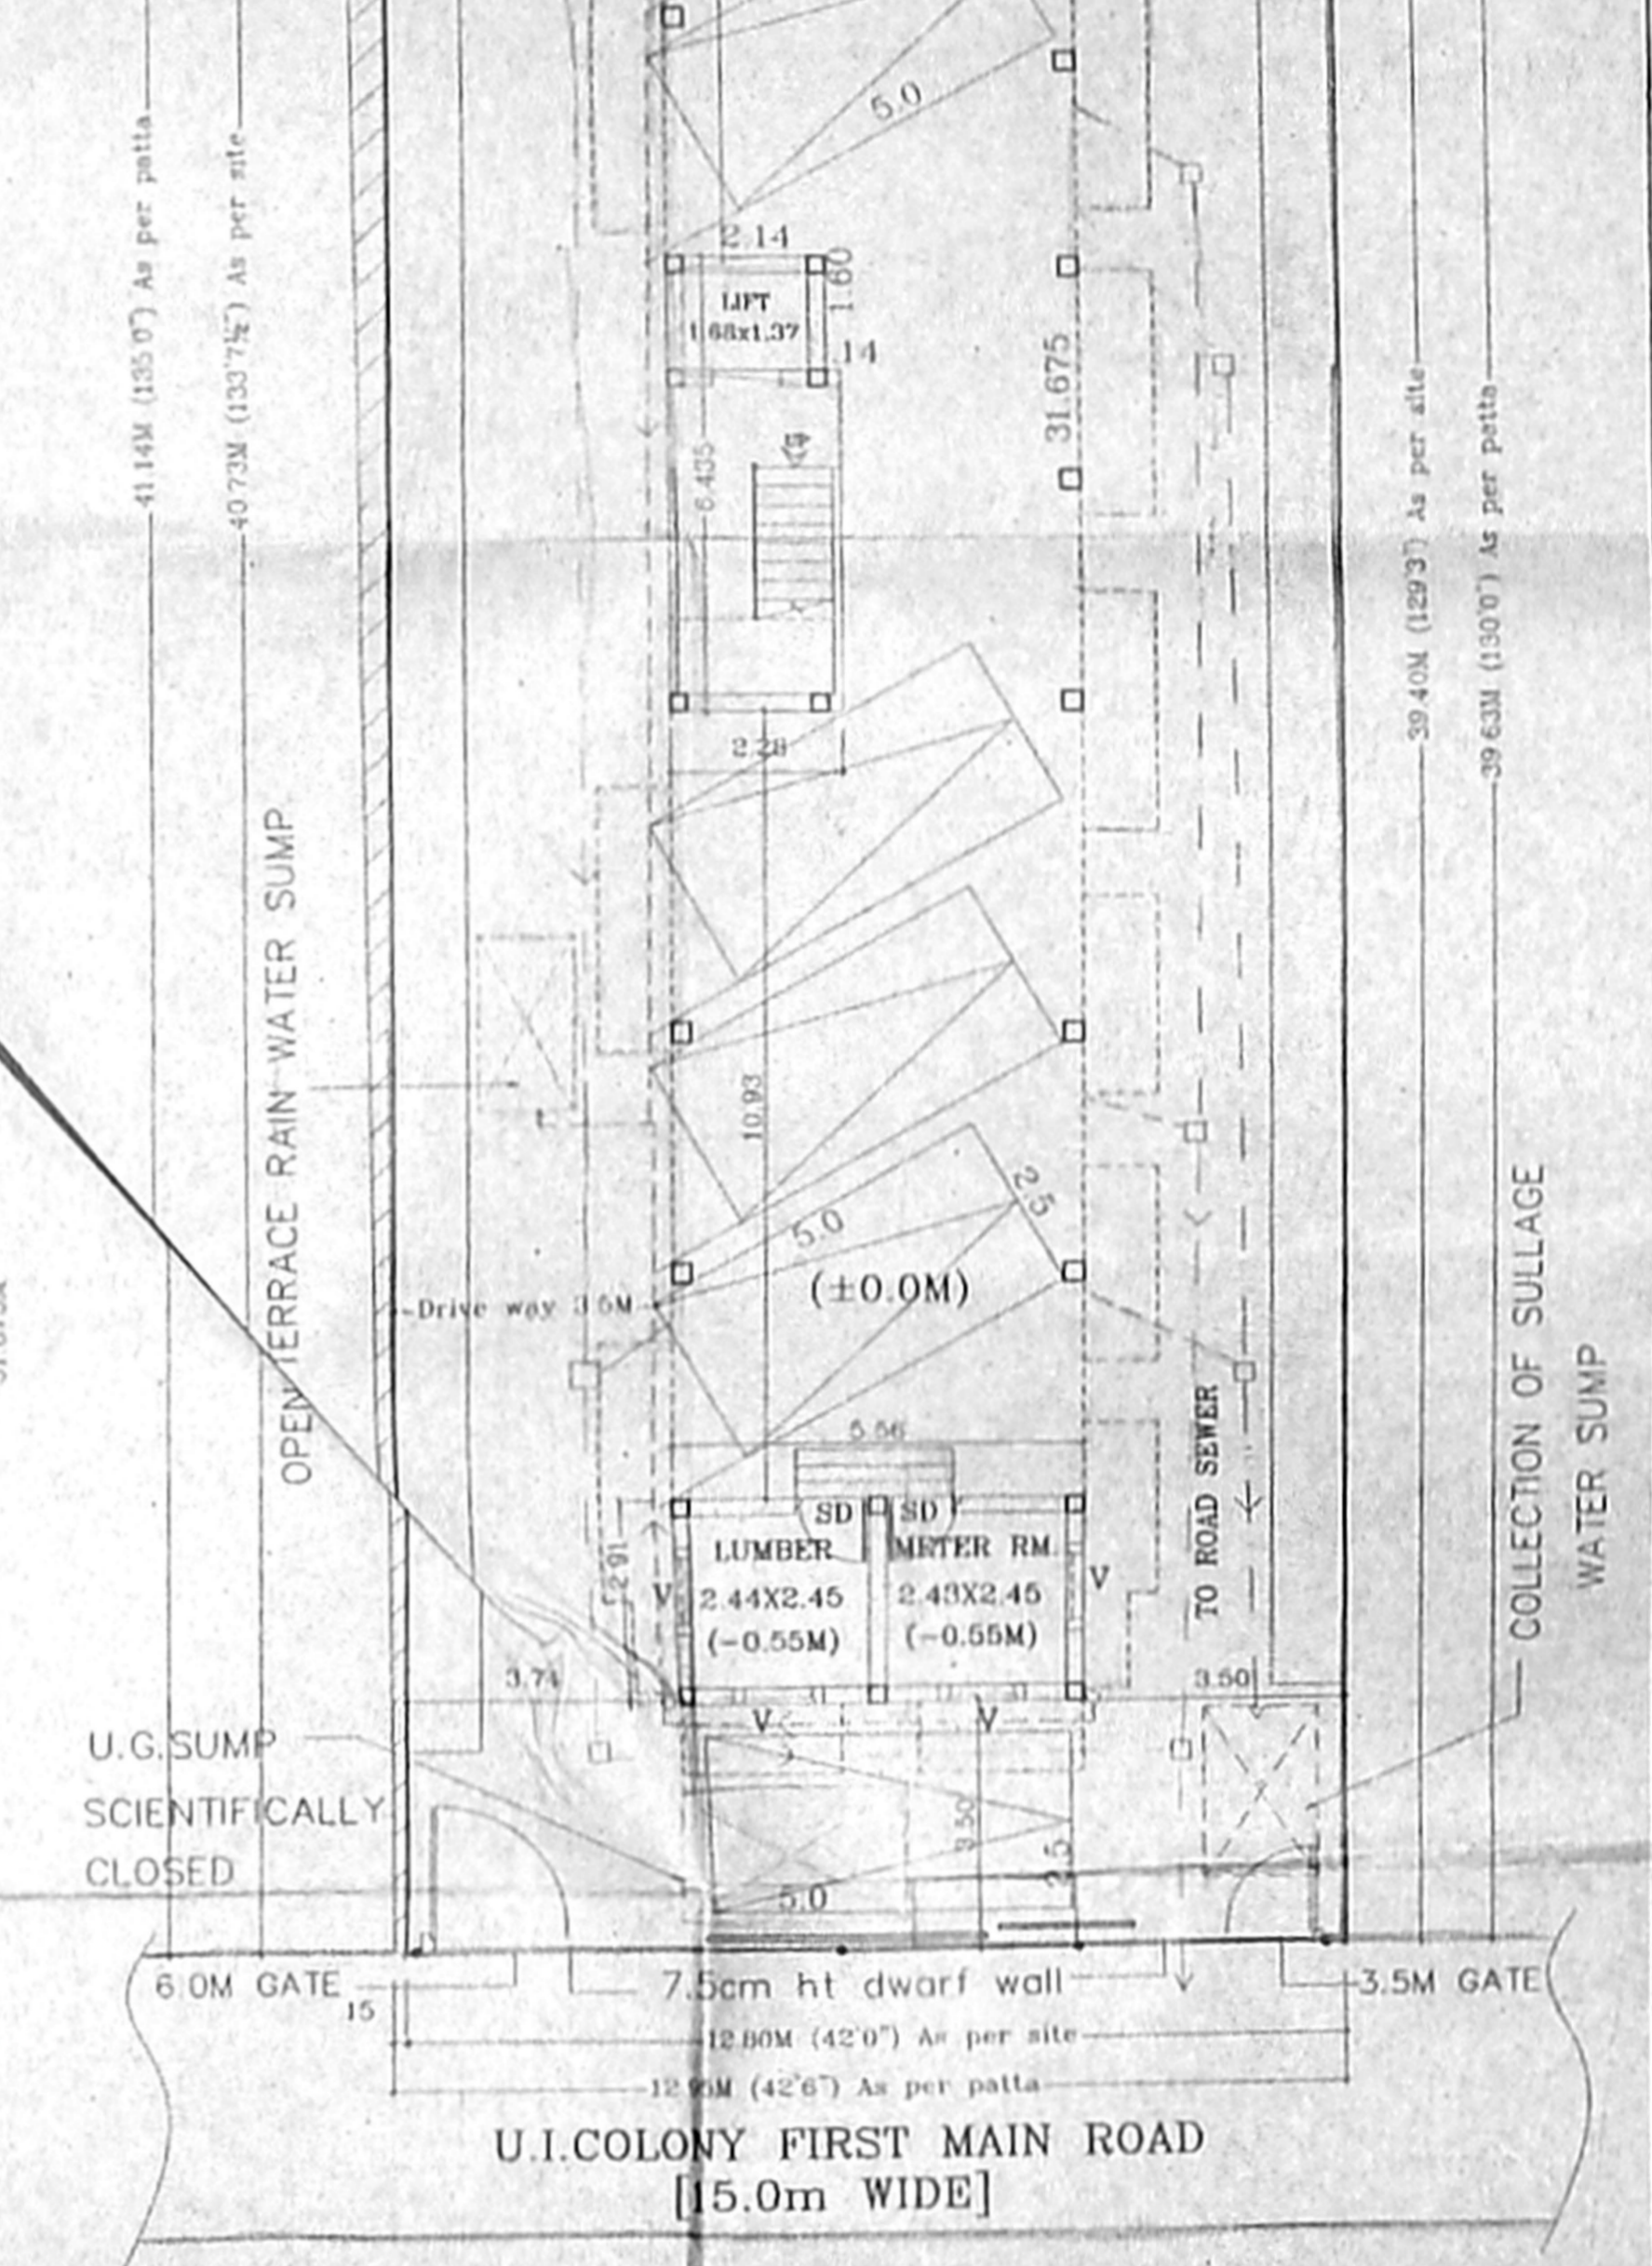 5.0
2.14
1.60
LIFT
1.68x1.37
.14
31.675
6.435
41.14M (135'0") As per patta
40.73M (133'7½") As per site
39.40M (129'3") As per site
39.63M (130'0") As per patta
2.28
OPEN TERRACE RAIN WATER SUMP
10.93
2.5
5.0
(±0.0M)
Drive way 3.5M
5.56
SD SD
LUMBER METER RM.
2.44X2.45 2.43X2.45
(-0.55M) (-0.55M)
V V
2.91
TO ROAD SEWER
COLLECTION OF SULLAGE
WATER SUMP
3.74
3.50
V V
U.G.SUMP
SCIENTIFICALLY
CLOSED
3.50
2.5
5.0
6.0M GATE
7.5cm ht dwarf wall
3.5M GATE
15
12.80M (42'0") As per site
12.95M (42'6") As per patta
U.I.COLONY FIRST MAIN ROAD
[15.0m WIDE]